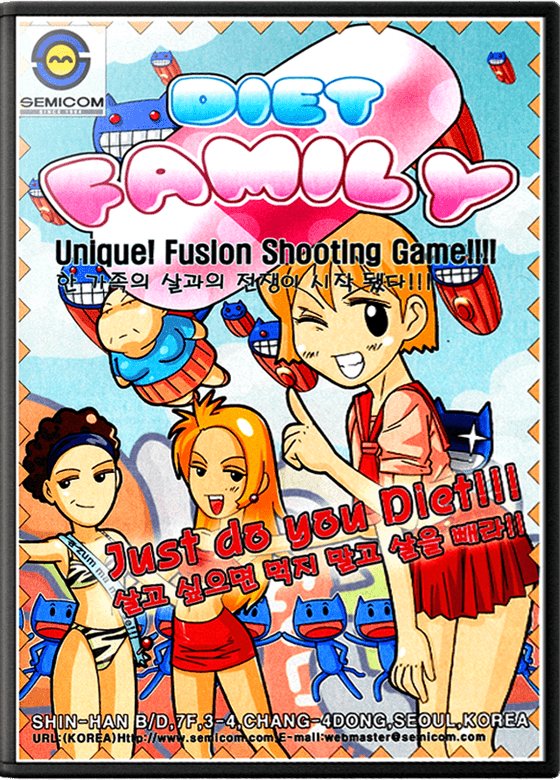 SEMICOM
SINCE 1994
DIET
FAMILY
Unique! Fusion Shooting Game!!!!
한 가족의 살과의 전쟁이 시작 됐다!!!
Just do you Diet!!!
살고 싶으면 먹지 말고 살을 빼라!!
a zum ma
SHIN-HAN B/D,7F,3-4,CHANG-4DONG,SEOUL,KOREA
URL:(KOREA)Http://www.semicom.com,E-mail:webmaster@semicom.com